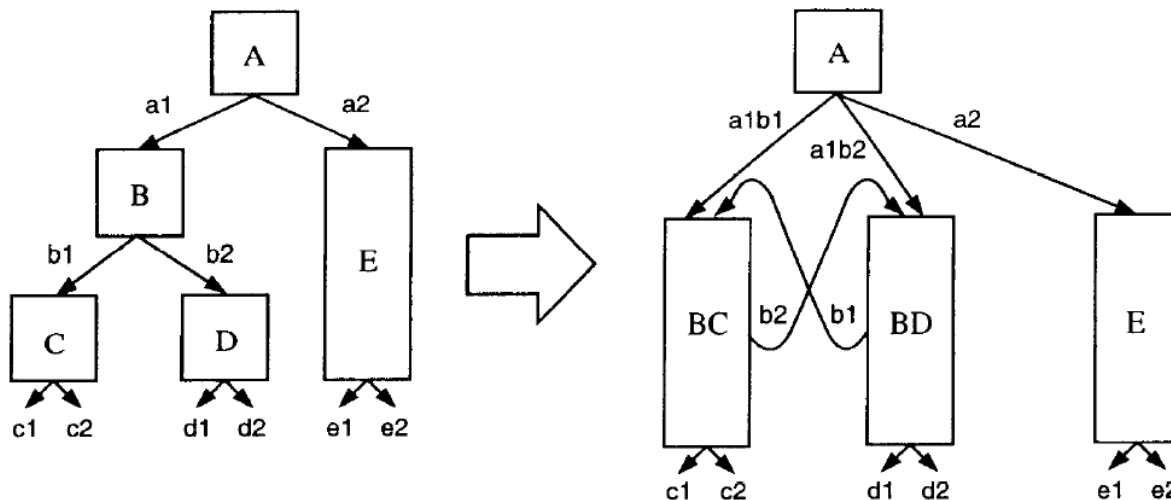 A
a1 a2
B
E
b1 b2
C D
c1 c2 d1 d2 e1 e2
A
a1b1
a1b2
a2
BC b2 b1 BD E
c1 c2 d1 d2 e1 e2